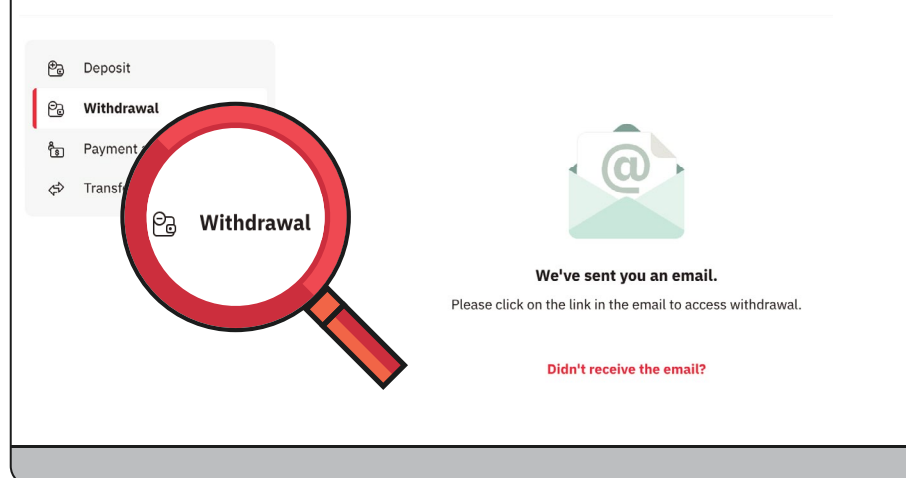 Deposit
Withdrawal
Payment
Withdrawal
We've sent you an email.
Please click on the link in the email to access withdrawal.
Didn't receive the email?